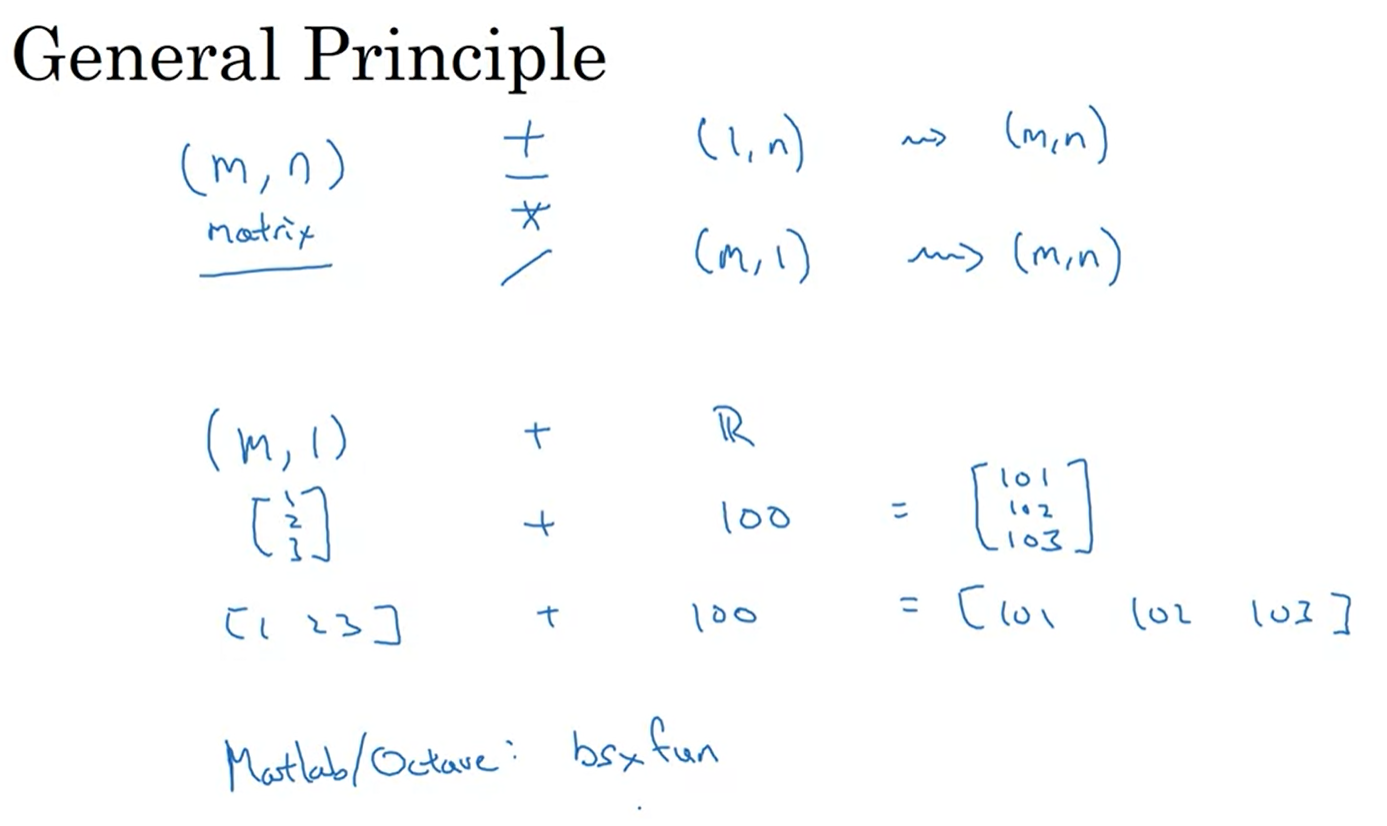 General Principle
(m, n) + (1, n) ⇝ (m, n)
matrix −
*
/ (m, 1) ⇝ (m, n)
(m, 1) + ℝ
[1 2 3] + 100 = [101 102 103]
[1 2 3] + 100 = [101 102 103]
Matlab/Octave: bsxfun